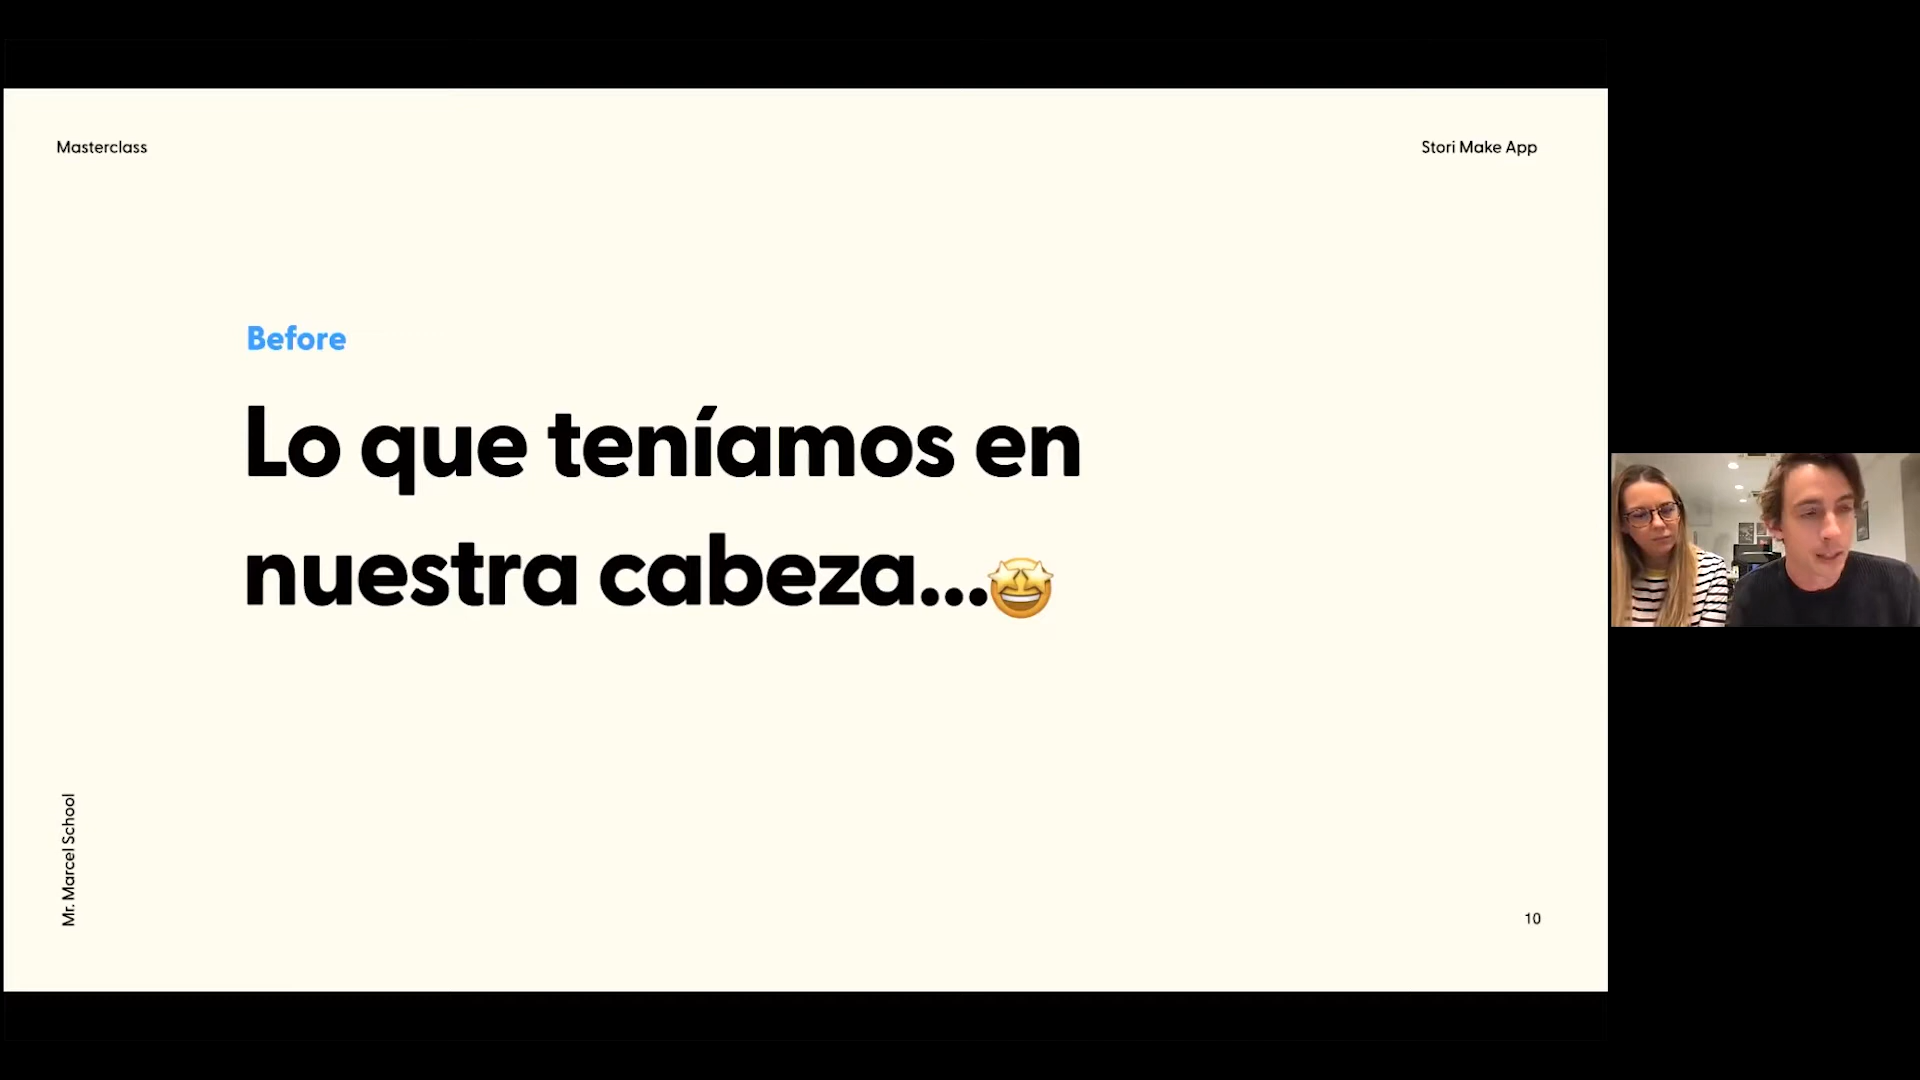 Masterclass
Stori Make App
Before
Lo que teníamos en
nuestra cabeza...🤩
Mr. Marcel School
10